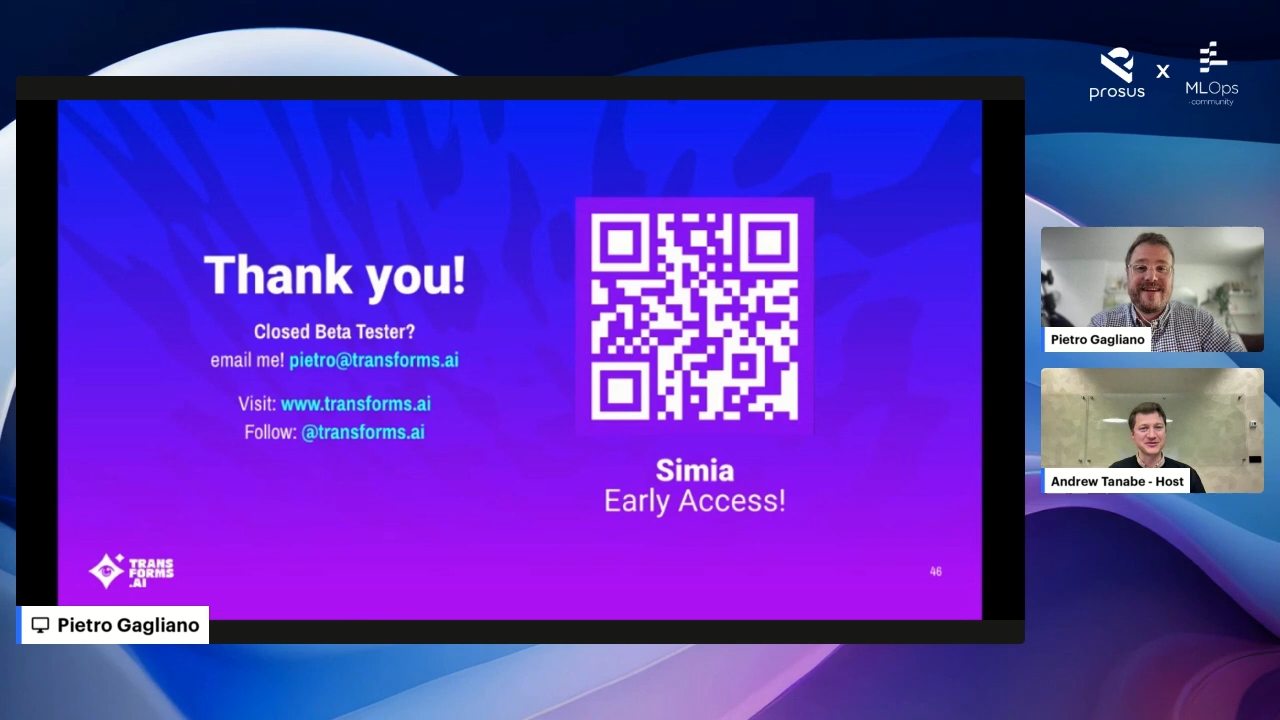 prosus
x
MLOps
community
Thank you!
Closed Beta Tester?
email me! pietro@transforms.ai
Visit: www.transforms.ai
Follow: @transforms.ai
Simia
Early Access!
TRANS
FORMS
.AI
46
Pietro Gagliano
Pietro Gagliano
Andrew Tanabe - Host